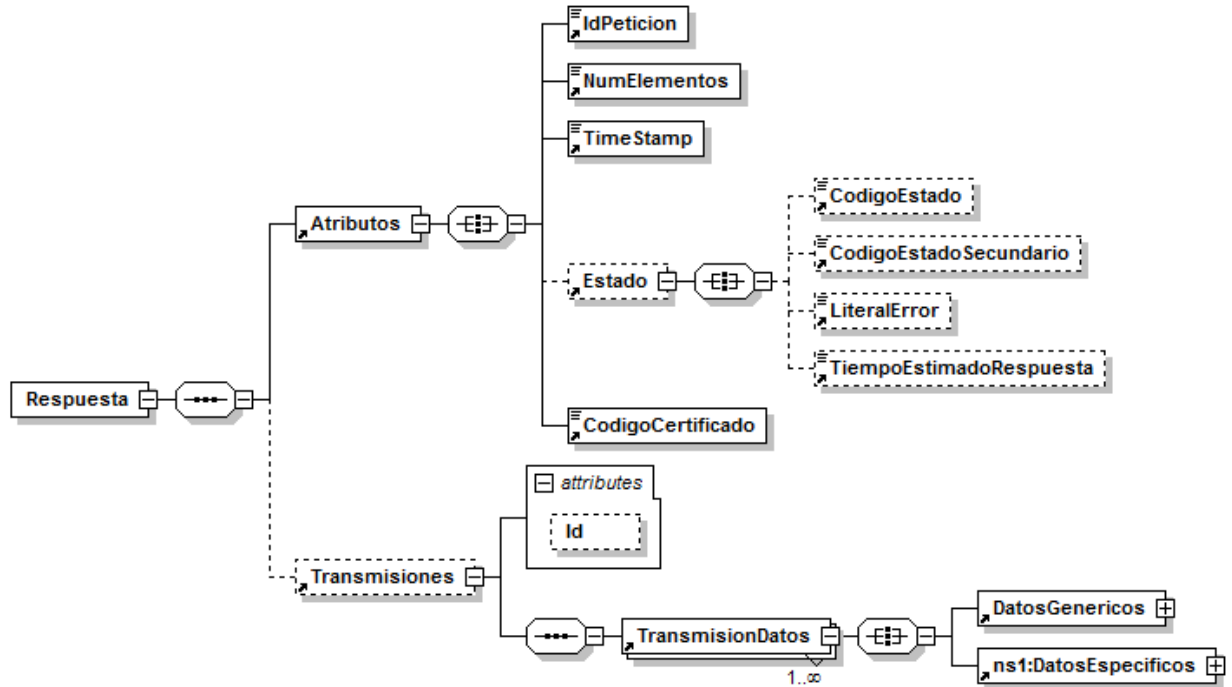 IdPeticion
NumElementos
TimeStamp
CodigoEstado
Atributos
CodigoEstadoSecundario
Estado
LiteralError
TiempoEstimadoRespuesta
Respuesta
CodigoCertificado
attributes
Id
Transmisiones
DatosGenericos
TransmisionDatos
ns1:DatosEspecificos
1..∞